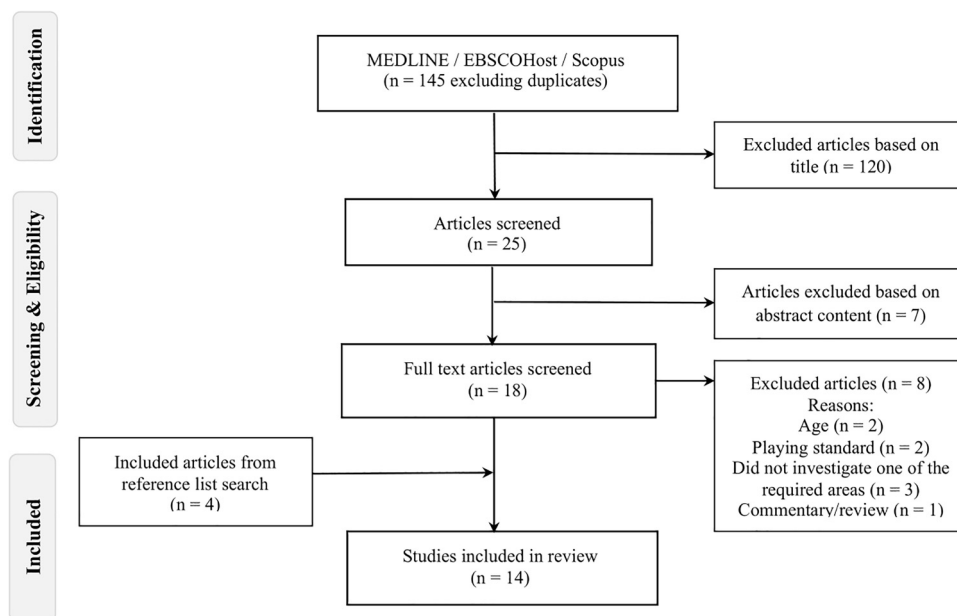 Identification
MEDLINE / EBSCOHost / Scopus
(n = 145 excluding duplicates)
Excluded articles based on
title (n = 120)
Screening & Eligibility
Articles screened
(n = 25)
Articles excluded based on
abstract content (n = 7)
Full text articles screened
(n = 18)
Excluded articles (n = 8)
Reasons:
Age (n = 2)
Playing standard (n = 2)
Did not investigate one of the
required areas (n = 3)
Commentary/review (n = 1)
Included
Included articles from
reference list search
(n = 4)
Studies included in review
(n = 14)